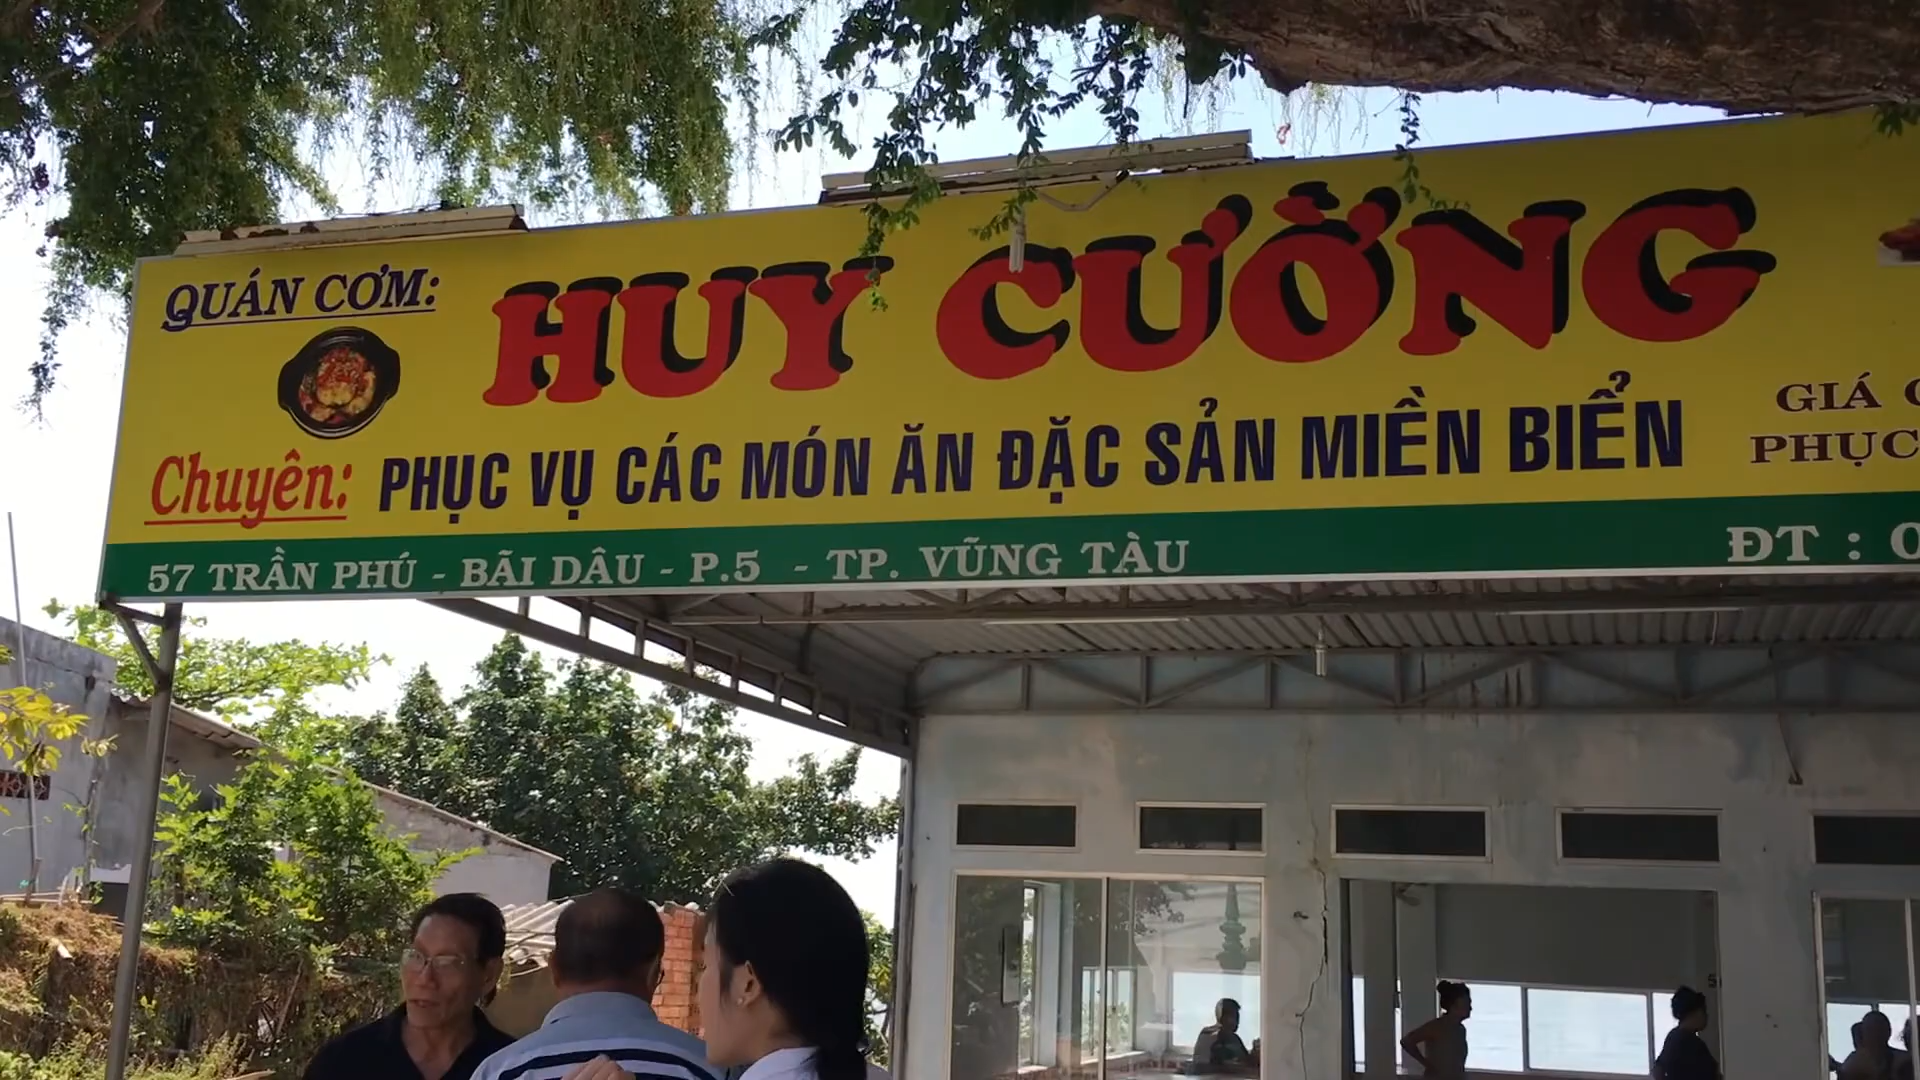 QUÁN CƠM:
HUY CƯỜNG
Chuyên: PHỤC VỤ CÁC MÓN ĂN ĐẶC SẢN MIỀN BIỂN
GIÁ
PHỤC
57 TRẦN PHÚ - BÃI DÂU - P.5 - TP. VŨNG TÀU
ĐT : 0